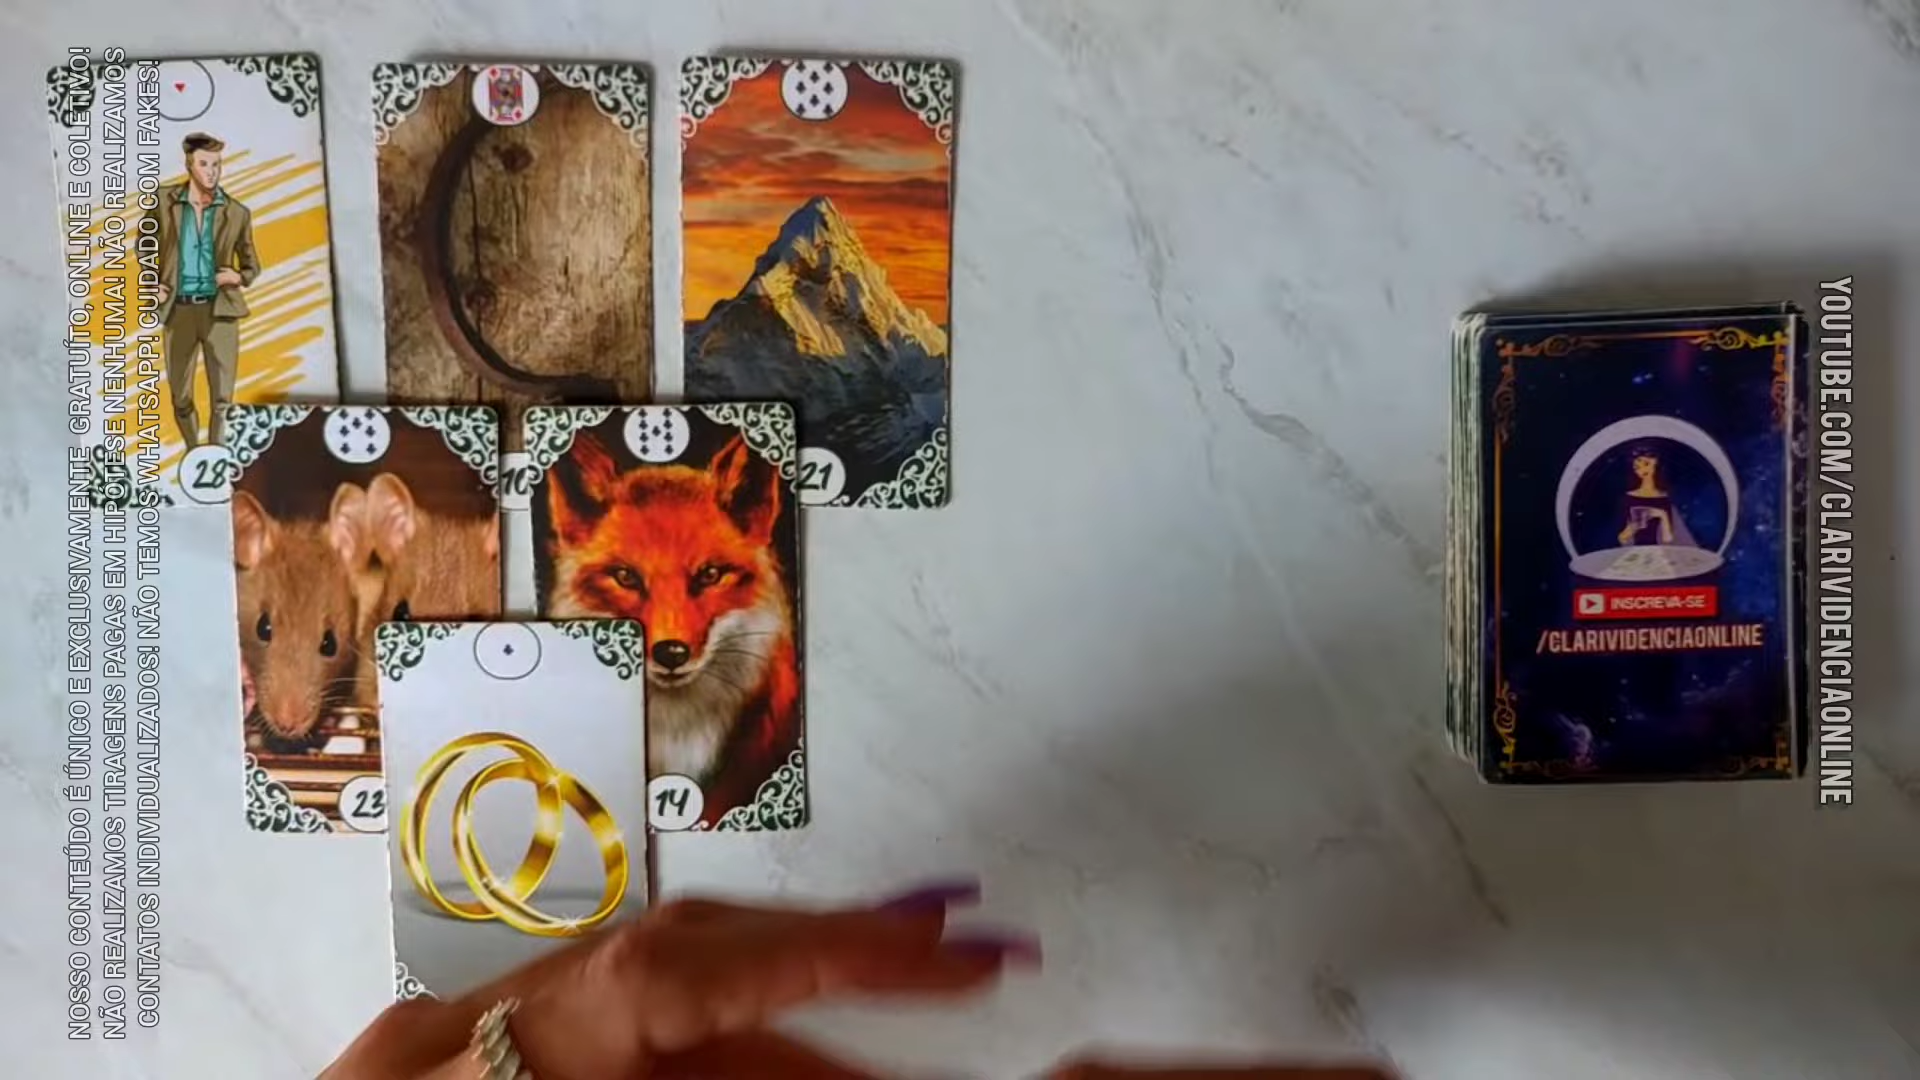 NOSSO CONTEÚDO É ÚNICO E EXCLUSIVAMENTE GRATUÍTO, ONLINE E COLETIVO!
NÃO REALIZAMOS TIRAGENS PAGAS EM HIPÓTESE NENHUMA! NÃO REALIZAMOS
CONTATOS INDIVIDUALIZADOS! NÃO TEMOS WHATSAPP! CUIDADO COM FAKES!
28
10
21
23
14
INSCREVA-SE
/CLARIVIDENCIAONLINE
YOUTUBE.COM/CLARIVIDENCIAONLINE